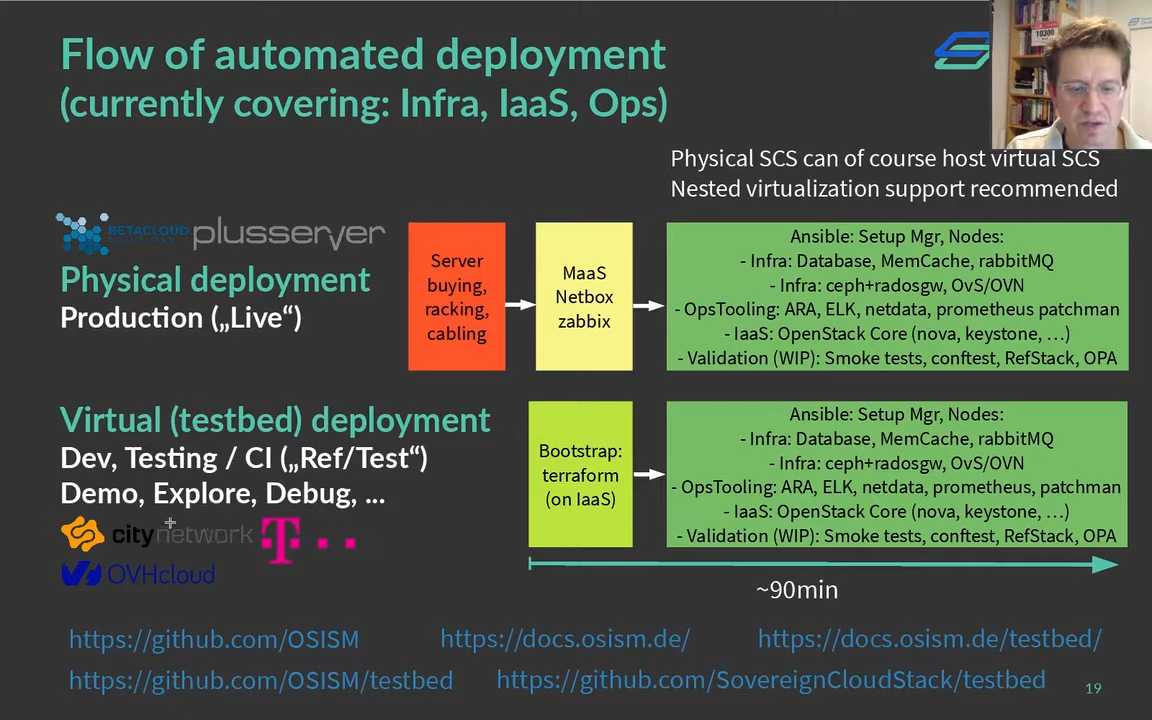 Flow of automated deployment
(currently covering: Infra, IaaS, Ops)
10300
Physical SCS can of course host virtual SCS
Nested virtualization support recommended
BETACLOUD
SOLUTIONS
plusserver
Physical deployment
Production („Live“)
Server
buying,
racking,
cabling
MaaS
Netbox
zabbix
Ansible: Setup Mgr, Nodes:
- Infra: Database, MemCache, rabbitMQ
- Infra: ceph+radosgw, OvS/OVN
- OpsTooling: ARA, ELK, netdata, prometheus patchman
- IaaS: OpenStack Core (nova, keystone, …)
- Validation (WIP): Smoke tests, conftest, RefStack, OPA
Virtual (testbed) deployment
Dev, Testing / CI („Ref/Test“)
Demo, Explore, Debug, ...
citynetwork
T
OVHcloud
Bootstrap:
terraform
(on IaaS)
Ansible: Setup Mgr, Nodes:
- Infra: Database, MemCache, rabbitMQ
- Infra: ceph+radosgw, OvS/OVN
- OpsTooling: ARA, ELK, netdata, prometheus, patchman
- IaaS: OpenStack Core (nova, keystone, …)
- Validation (WIP): Smoke tests, conftest, RefStack, OPA
~90min
https://github.com/OSISM
https://docs.osism.de/
https://docs.osism.de/testbed/
https://github.com/OSISM/testbed
https://github.com/SovereignCloudStack/testbed
19